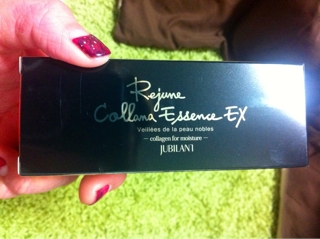 Rejune
Collana Essence EX
Veillées de la peau nobles
— collagen for moisture —
JUBILANT